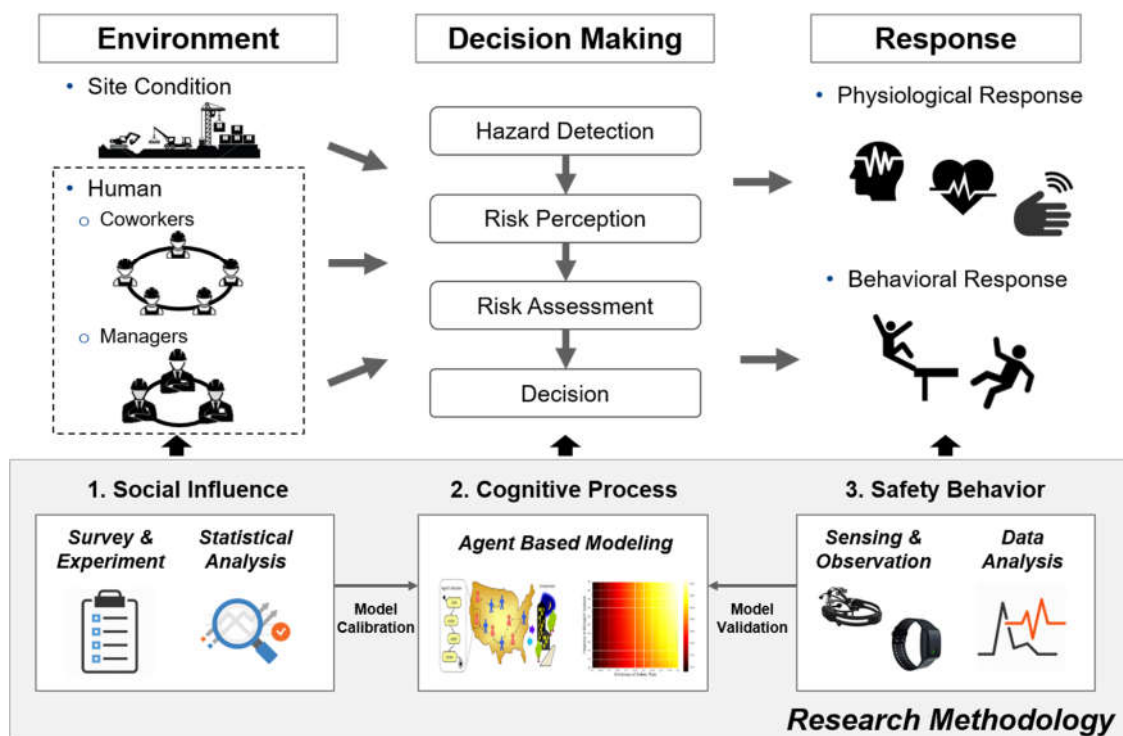 Environment
Decision Making
Response
• Site Condition
• Human
o Coworkers
o Managers
Hazard Detection
Risk Perception
Risk Assessment
Decision
• Physiological Response
• Behavioral Response
1. Social Influence
Survey &
Experiment
Statistical
Analysis
Model
Calibration
2. Cognitive Process
Agent Based Modeling
Model
Validation
3. Safety Behavior
Sensing &
Observation
Data
Analysis
Research Methodology